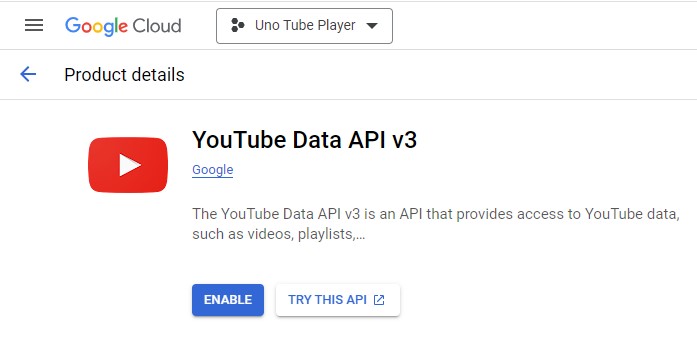 Google Cloud Uno Tube Player
Product details
YouTube Data API v3
Google
The YouTube Data API v3 is an API that provides access to YouTube data,
such as videos, playlists,...
ENABLE TRY THIS API